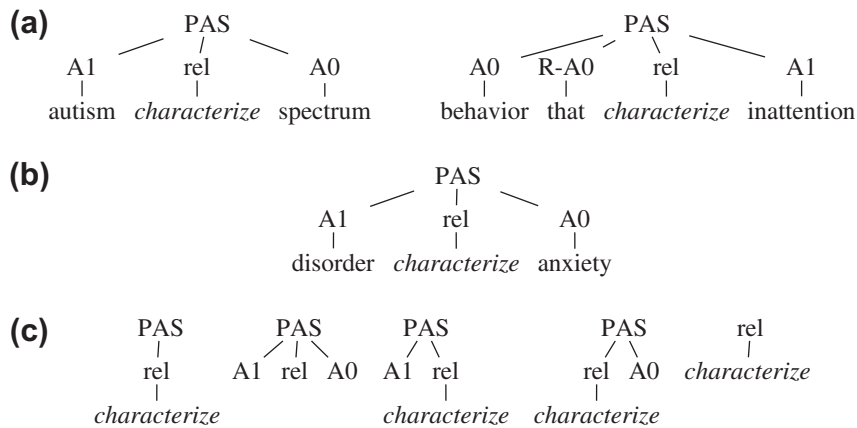 (a) PAS PAS
A1 rel A0 A0 R-A0 rel A1
autism characterize spectrum behavior that characterize inattention
(b) PAS
A1 rel A0
disorder characterize anxiety
(c) PAS PAS PAS PAS rel
rel A1 rel A0 A1 rel rel A0 characterize
characterize characterize characterize